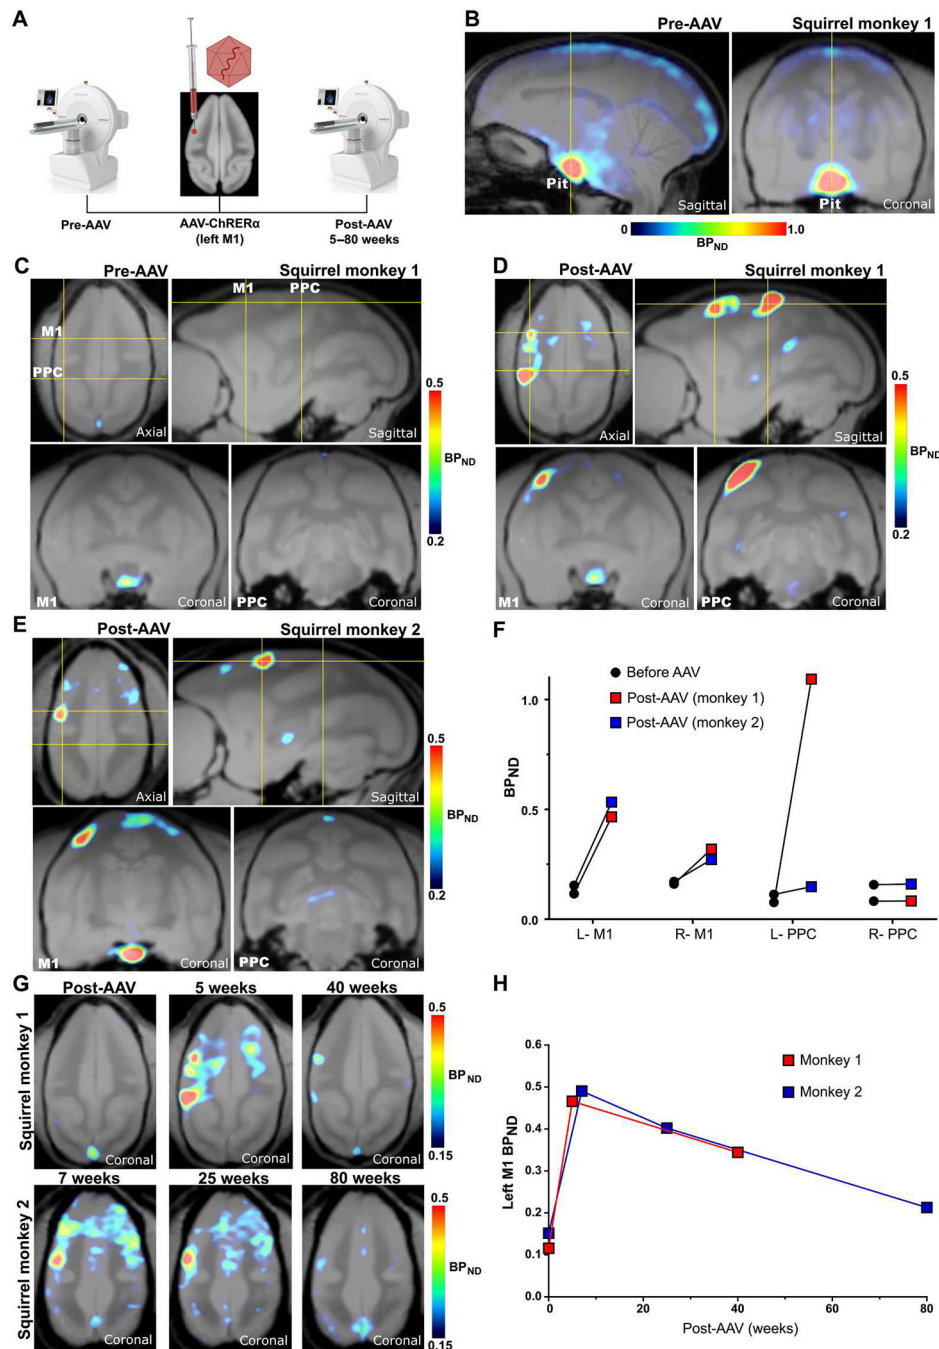 A
Pre-AAV
AAV-ChRERα
(left M1)
Post-AAV
5–80 weeks
B
Pre-AAV
Squirrel monkey 1
Pit
Sagittal
Pit
Coronal
0
1.0
BPND
C
Pre-AAV
Squirrel monkey 1
M1
PPC
Axial
M1
PPC
Sagittal
M1
Coronal
PPC
Coronal
0.5
BPND
0.2
D
Post-AAV
Squirrel monkey 1
Axial
Sagittal
M1
Coronal
PPC
Coronal
0.5
BPND
0.2
E
Post-AAV
Squirrel monkey 2
Axial
Sagittal
M1
Coronal
PPC
Coronal
0.5
BPND
0.2
F
Before AAV
Post-AAV (monkey 1)
Post-AAV (monkey 2)
BPND
1.0
0.5
0.0
L- M1
R- M1
L- PPC
R- PPC
G
Post-AAV
5 weeks
40 weeks
Squirrel monkey 1
Coronal
Coronal
Coronal
0.5
BPND
0.15
7 weeks
25 weeks
80 weeks
Squirrel monkey 2
Coronal
Coronal
Coronal
0.5
BPND
0.15
H
Monkey 1
Monkey 2
Left M1 BPND
0.6
0.5
0.4
0.3
0.2
0.1
0.0
0
20
40
60
80
Post-AAV (weeks)